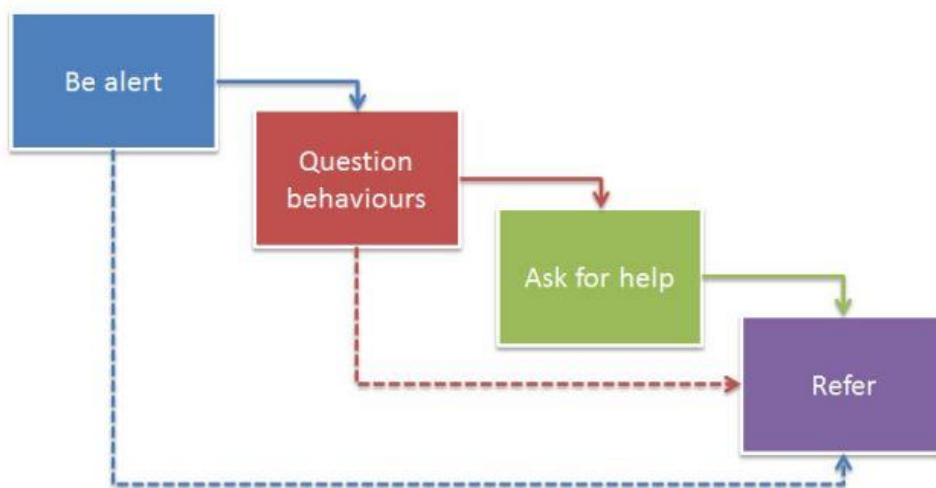 Be alert
Question
behaviours
Ask for help
Refer